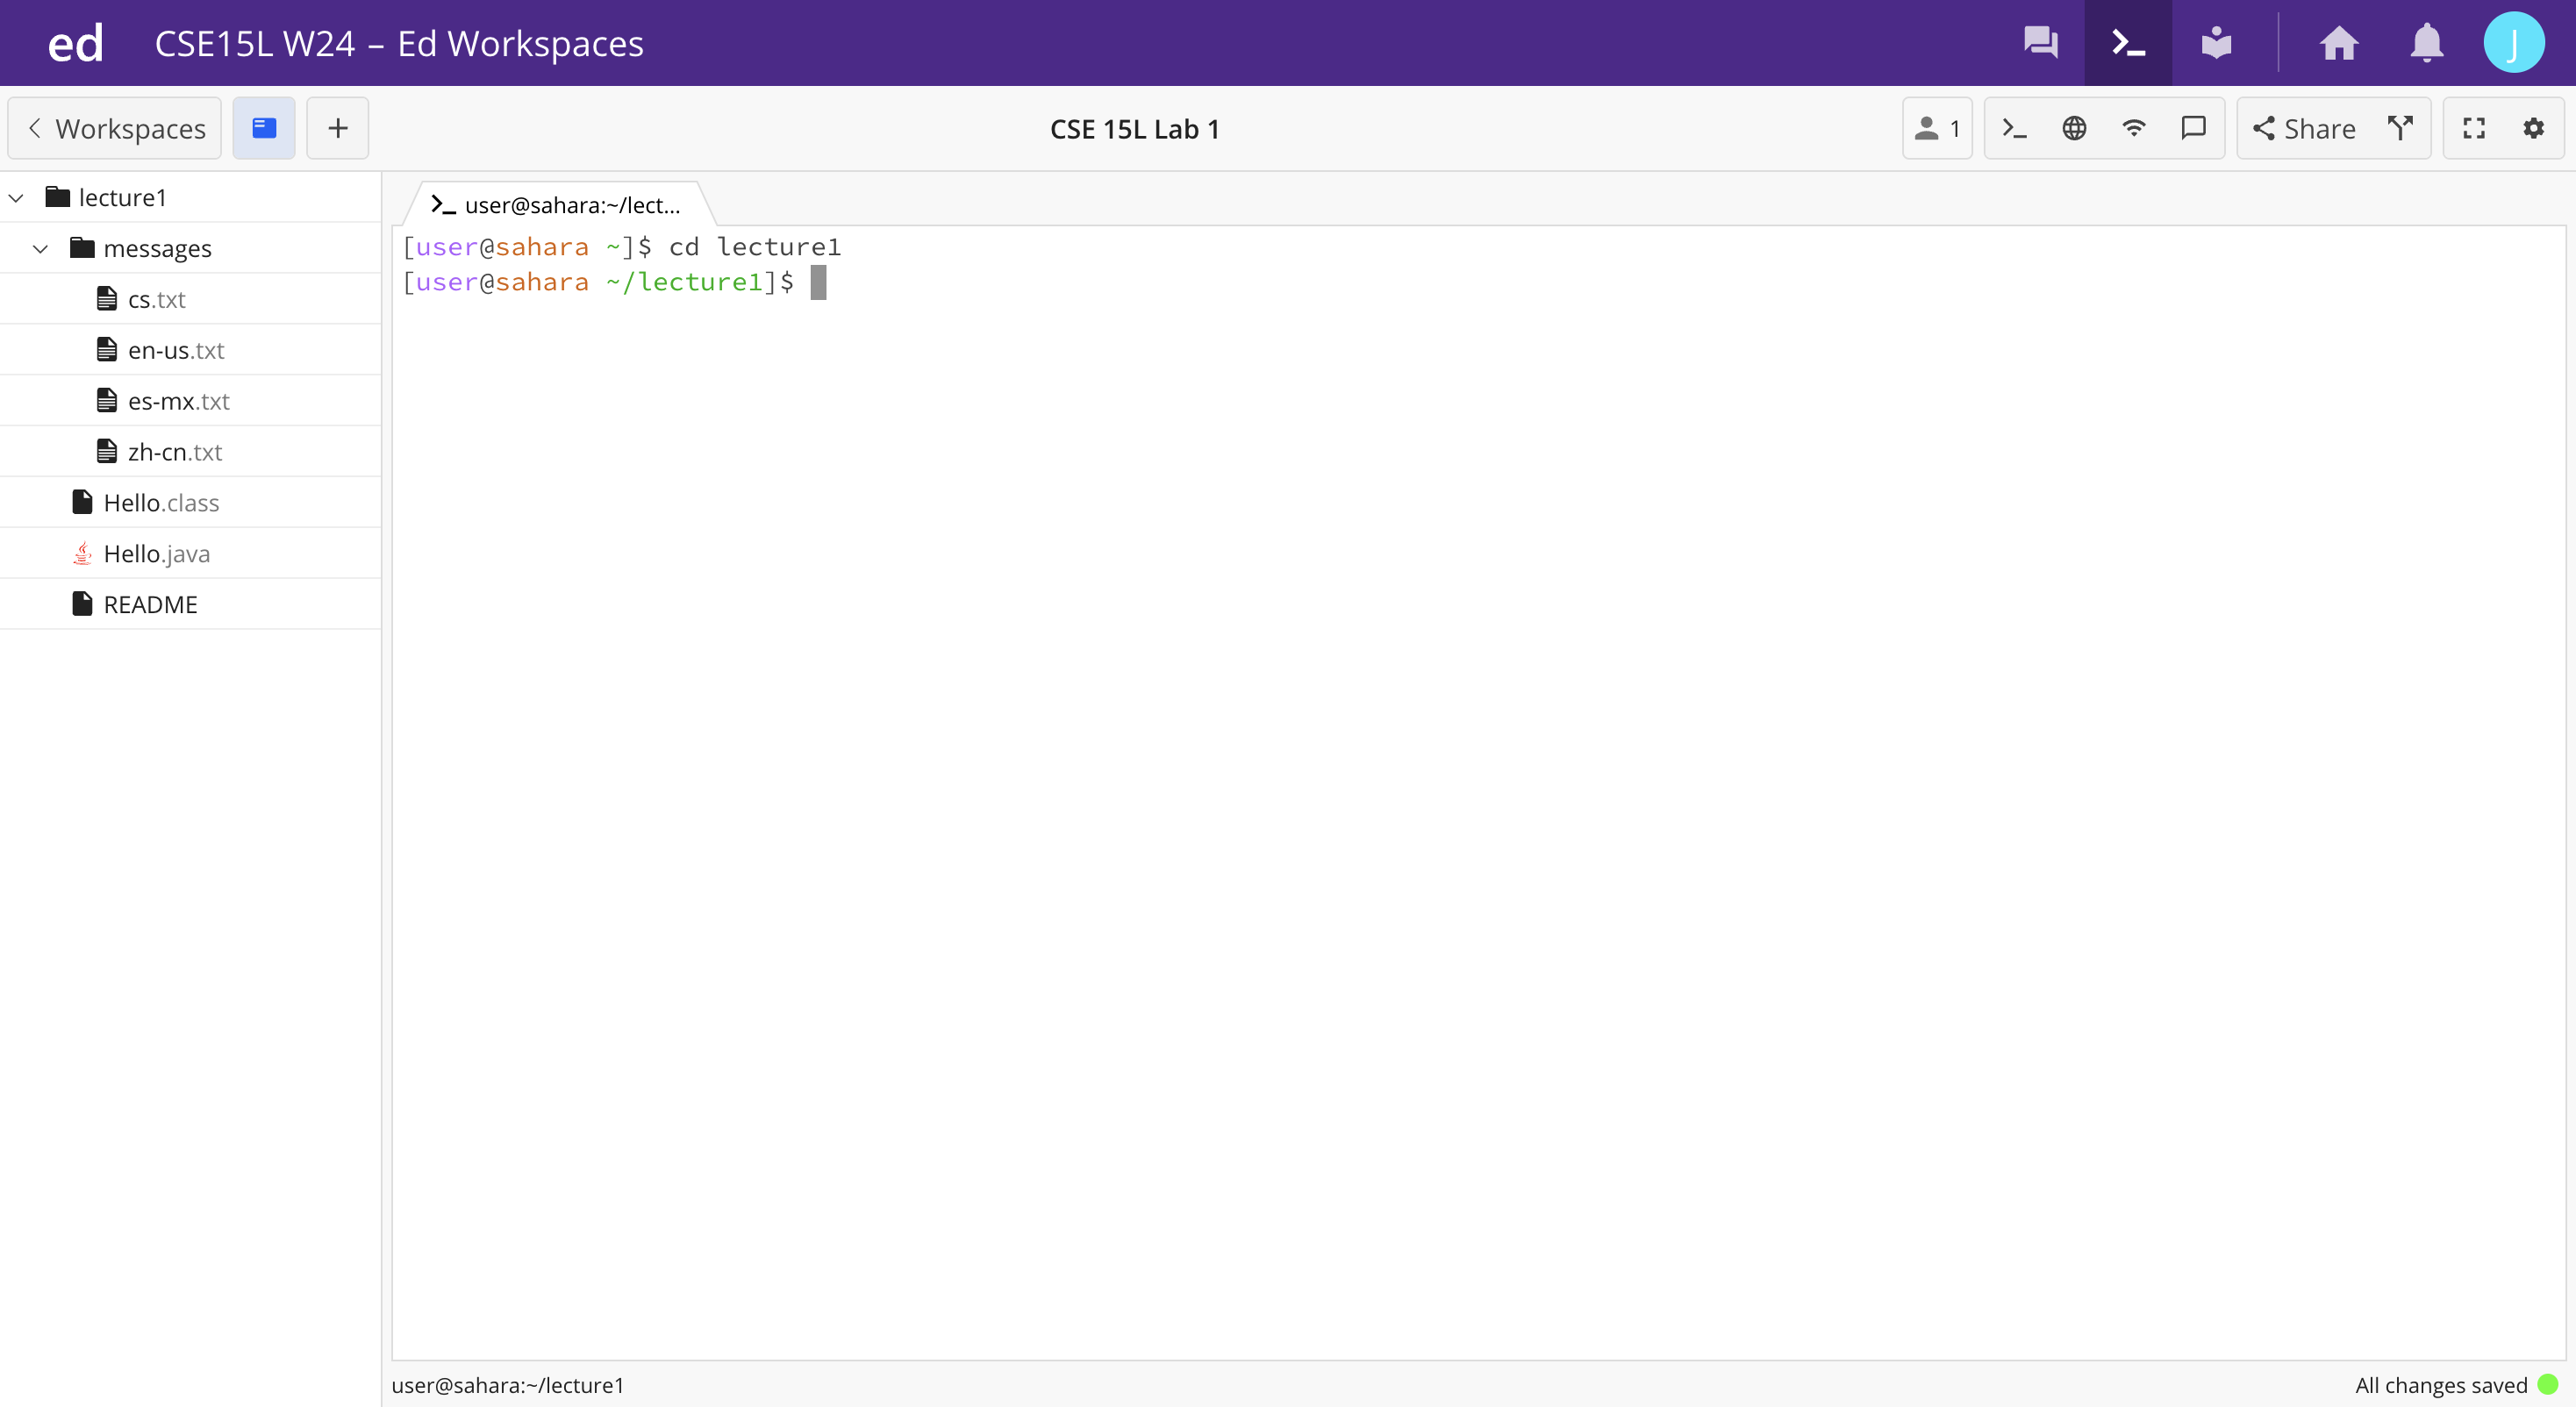 ed CSE15L W24 – Ed Workspaces J
Workspaces CSE 15L Lab 1 1 Share
lecture1
messages
cs.txt
en-us.txt
es-mx.txt
zh-cn.txt
Hello.class
Hello.java
README
user@sahara:~/lect...
[user@sahara ~]$ cd lecture1
[user@sahara ~/lecture1]$
user@sahara:~/lecture1 All changes saved